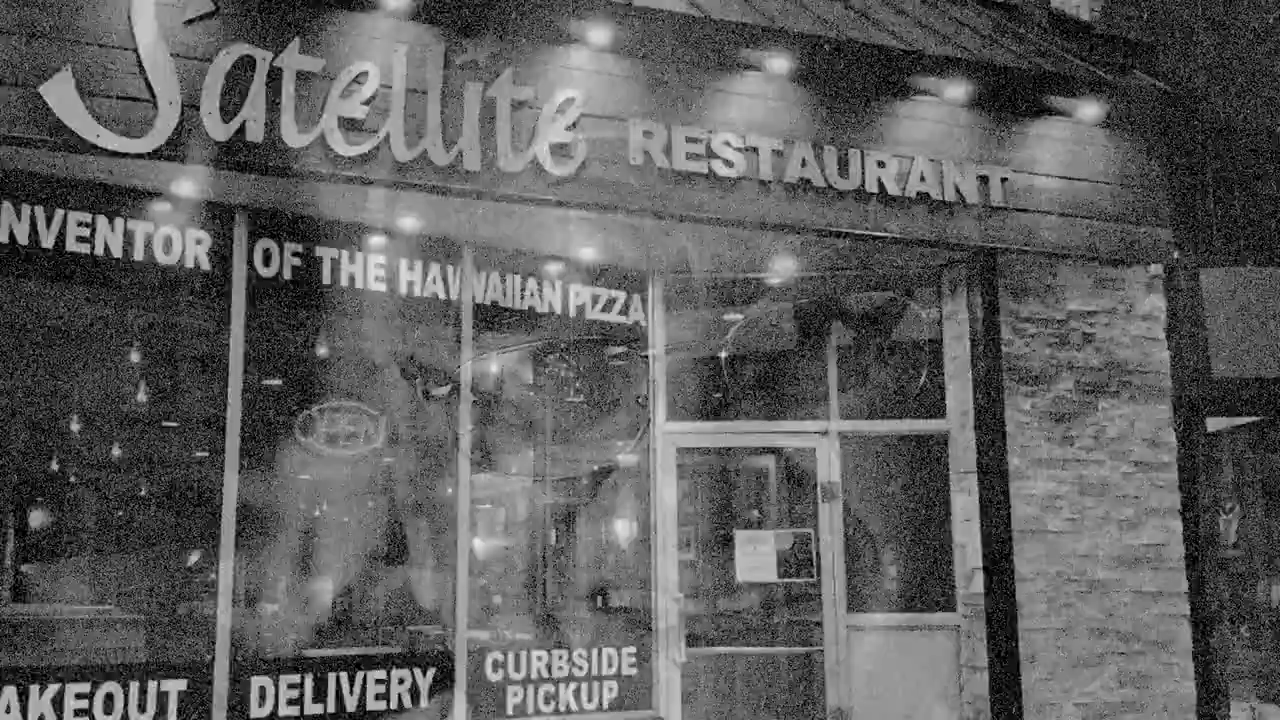 Satellite RESTAURANT
NVENTOR OF THE HAWAIIAN PIZZA
AKEOUT DELIVERY CURBSIDE
PICKUP